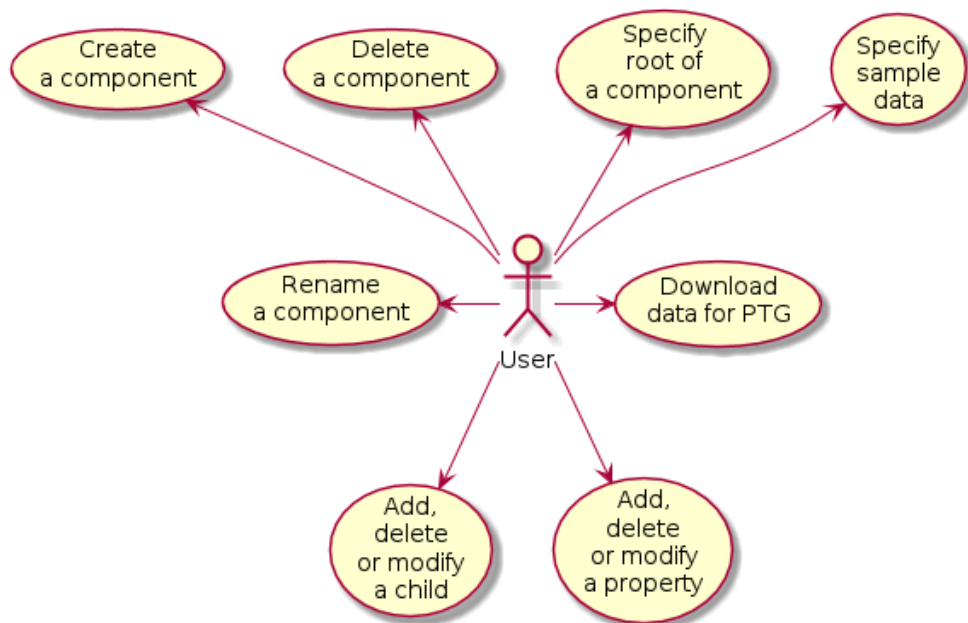 Create
a component
Delete
a component
Specify
root of
a component
Specify
sample
data
Rename
a component
User
Download
data for PTG
Add,
delete
or modify
a child
Add,
delete
or modify
a property